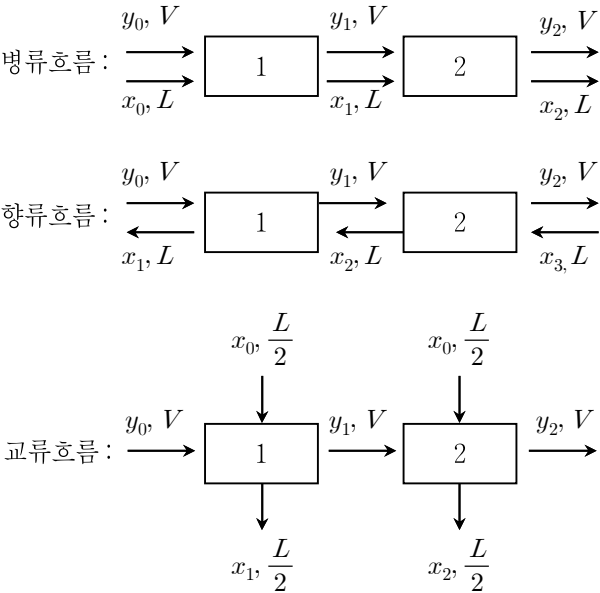 y₀, V y₁, V y₂, V
병류흐름 : 1 2
x₀, L x₁, L x₂, L
y₀, V y₁, V y₂, V
향류흐름 : 1 2
x₁, L x₂, L x₃, L
x₀, L/2 x₀, L/2
y₀, V y₁, V y₂, V
교류흐름 : 1 2
x₁, L/2 x₂, L/2